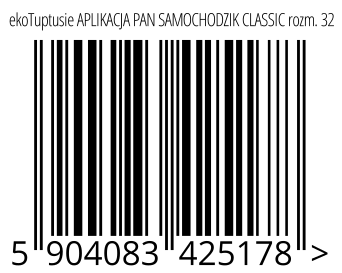 ekoTuptusie APLIKACJA PAN SAMOCHODZIK CLASSIC rozm. 32
5 904083 425178 >